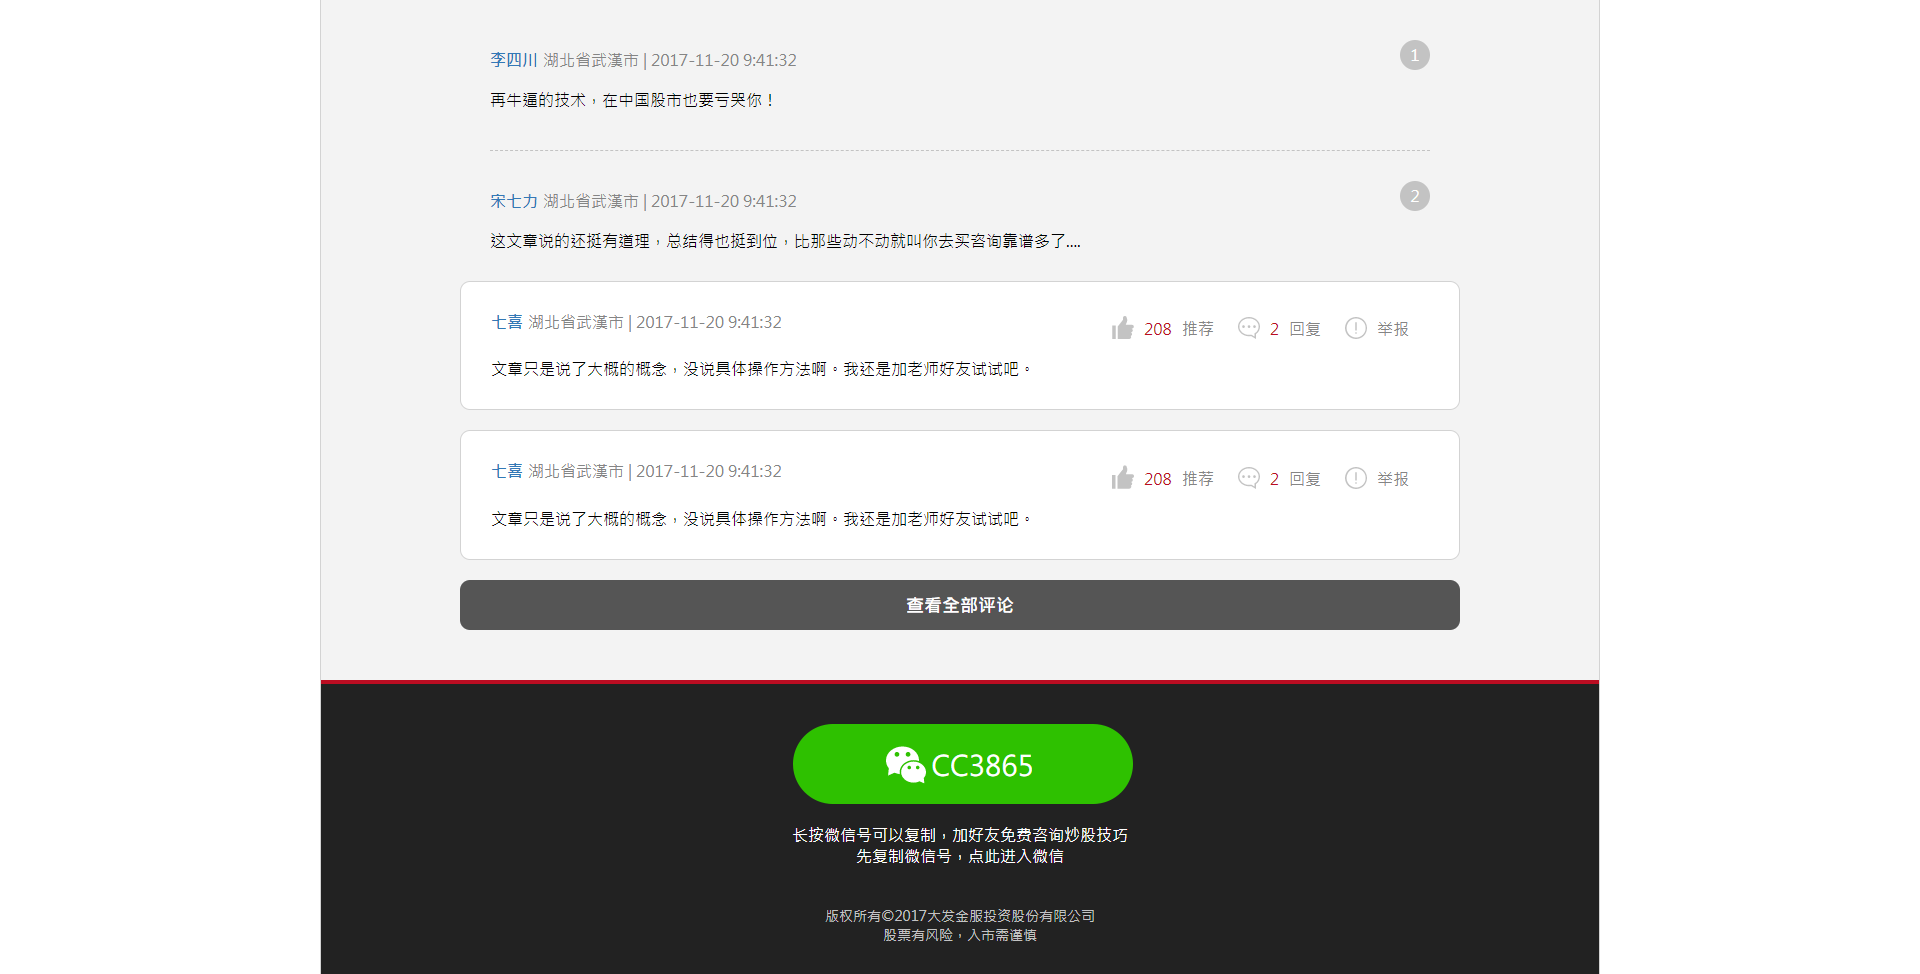 李四川 湖北省武漢市 | 2017-11-20 9:41:32
1
再牛逼的技术，在中国股市也要亏哭你！
宋七力 湖北省武漢市 | 2017-11-20 9:41:32
2
这文章说的还挺有道理，总结得也挺到位，比那些动不动就叫你去买咨询靠谱多了....
七喜 湖北省武漢市 | 2017-11-20 9:41:32
208 推荐 2 回复 举报
文章只是说了大概的概念，没说具体操作方法啊。我还是加老师好友试试吧。
七喜 湖北省武漢市 | 2017-11-20 9:41:32
208 推荐 2 回复 举报
文章只是说了大概的概念，没说具体操作方法啊。我还是加老师好友试试吧。
查看全部评论
CC3865
长按微信号可以复制，加好友免费咨询炒股技巧
先复制微信号，点此进入微信
版权所有©2017大发金服投资股份有限公司
股票有风险，入市需谨慎